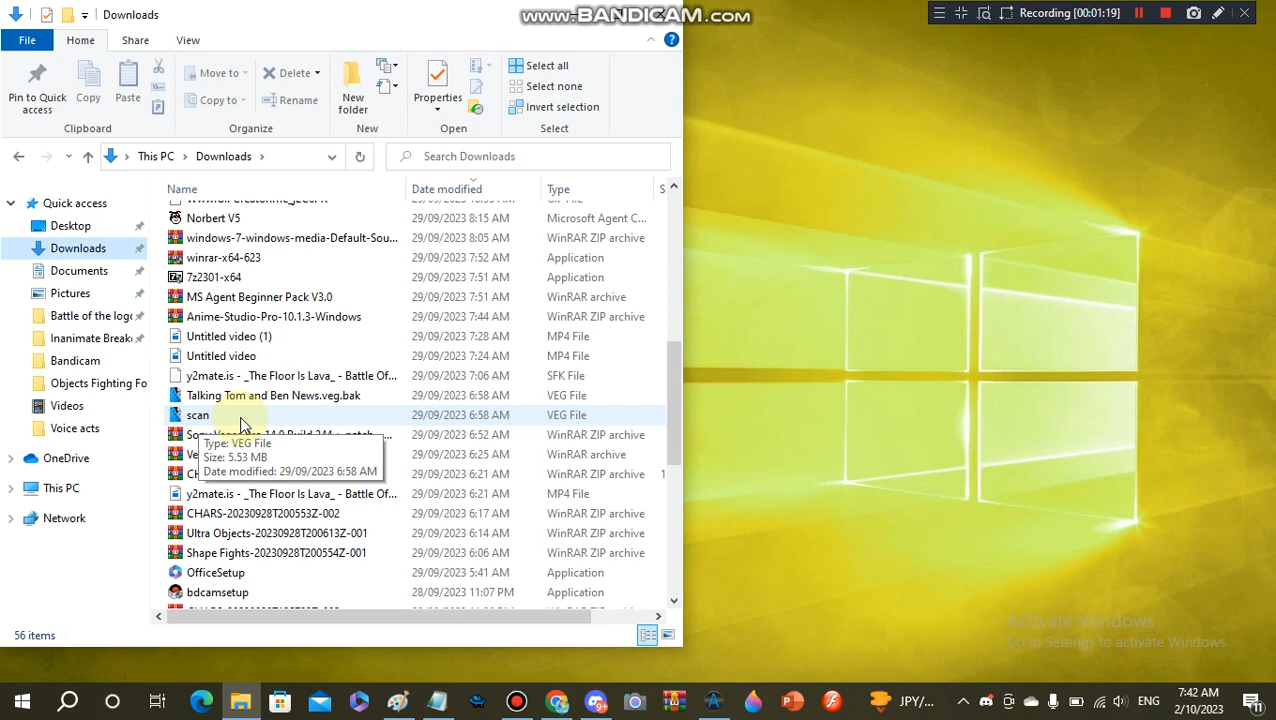 Downloads
www.BANDICAM.com
Recording [00:01:19]
File
Home
Share
View
Pin to Quick access
Copy
Paste
Move to
Copy to
Delete
Rename
New folder
Properties
Select all
Select none
Invert selection
Clipboard
Organize
New
Open
Select
This PC
Downloads
Search Downloads
Name
Date modified
Type
S
Quick access
Desktop
Downloads
Documents
Pictures
Battle of the logo
Inanimate Break
Bandicam
Objects Fighting Fo
Videos
Voice acts
OneDrive
This PC
Network
Norbert V5 29/09/2023 8:15 AM Microsoft Agent C...
windows-7-windows-media-Default-Sou... 29/09/2023 8:05 AM WinRAR ZIP archive
winrar-x64-623 29/09/2023 7:52 AM Application
7z2301-x64 29/09/2023 7:51 AM Application
MS Agent Beginner Pack V3.0 29/09/2023 7:51 AM WinRAR archive
Anime-Studio-Pro-10.1.3-Windows 29/09/2023 7:44 AM WinRAR ZIP archive
Untitled video (1) 29/09/2023 7:28 AM MP4 File
Untitled video 29/09/2023 7:24 AM MP4 File
y2mate.is - _The Floor Is Lava_ - Battle Of... 29/09/2023 7:06 AM SFK File
Talking Tom and Ben News.veg.bak 29/09/2023 6:58 AM VEG File
scan 29/09/2023 6:58 AM VEG File
29/09/2023 6:52 AM WinRAR ZIP archive
Ve 29/09/2023 6:25 AM WinRAR archive
CH 29/09/2023 6:21 AM WinRAR ZIP archive 1
y2mate.is - _The Floor Is Lava_ - Battle Of... 29/09/2023 6:21 AM MP4 File
CHARS-20230928T200553Z-002 29/09/2023 6:17 AM WinRAR ZIP archive
Ultra Objects-20230928T200613Z-001 29/09/2023 6:14 AM WinRAR ZIP archive
Shape Fights-20230928T200554Z-001 29/09/2023 6:06 AM WinRAR ZIP archive
OfficeSetup 29/09/2023 5:41 AM Application
bdcamsetup 28/09/2023 11:07 PM Application
Type: VEG File
Size: 5.53 MB
Date modified: 29/09/2023 6:58 AM
56 items
Activate Windows
Go to Settings to activate Windows.
JPY/...
ENG
7:42 AM
2/10/2023
11